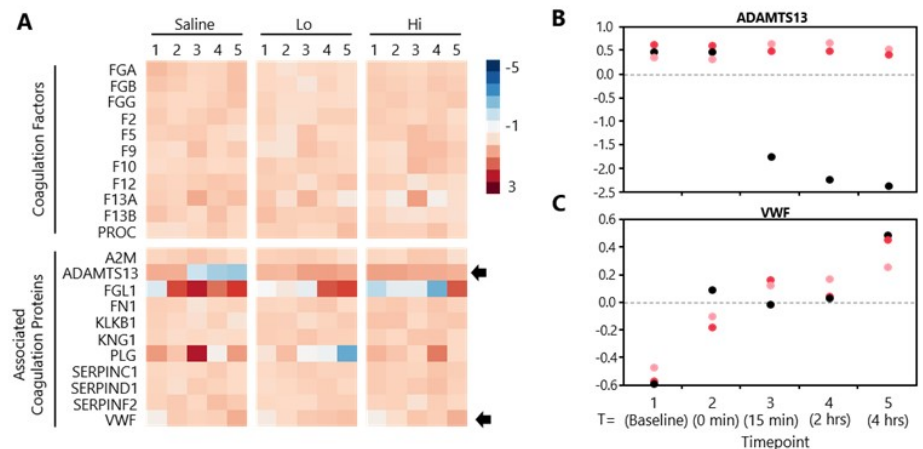 A
Saline Lo Hi
1 2 3 4 5 1 2 3 4 5 1 2 3 4 5
Coagulation Factors
FGA
FGB
FGG
F2
F5
F9
F10
F12
F13A
F13B
PROC
Associated
Coagulation Proteins
A2M
ADAMTS13
FGL1
FN1
KLKB1
KNG1
PLG
SERPINC1
SERPIND1
SERPINF2
VWF
-5
-1
3
B
ADAMTS13
1.0
0.5
0.0
-0.5
-1.0
-1.5
-2.0
-2.5
C
VWF
0.6
0.4
0.2
0.0
-0.2
-0.4
-0.6
1 2 3 4 5
T= (Baseline) (0 min) (15 min) (2 hrs) (4 hrs)
Timepoint